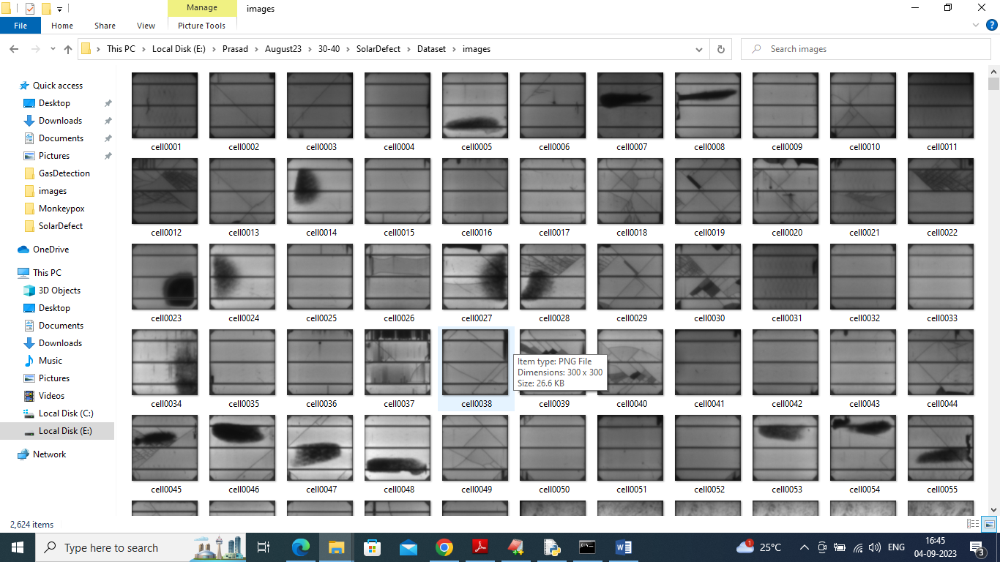 Manage
images
File
Home
Share
View
Picture Tools
This PC
Local Disk (E:)
Prasad
August23
30-40
SolarDefect
Dataset
images
Search images
Quick access
Desktop
Downloads
Documents
Pictures
GasDetection
images
Monkeypox
SolarDefect
OneDrive
This PC
3D Objects
Desktop
Documents
Downloads
Music
Pictures
Videos
Local Disk (C:)
Local Disk (E:)
Network
cell0001 cell0002 cell0003 cell0004 cell0005 cell0006 cell0007 cell0008 cell0009 cell0010 cell0011
cell0012 cell0013 cell0014 cell0015 cell0016 cell0017 cell0018 cell0019 cell0020 cell0021 cell0022
cell0023 cell0024 cell0025 cell0026 cell0027 cell0028 cell0029 cell0030 cell0031 cell0032 cell0033
cell0034 cell0035 cell0036 cell0037 cell0038 cell0039 cell0040 cell0041 cell0042 cell0043 cell0044
Item type: PNG File
Dimensions: 300 x 300
Size: 26.6 KB
cell0045 cell0046 cell0047 cell0048 cell0049 cell0050 cell0051 cell0052 cell0053 cell0054 cell0055
2,624 items
Type here to search
1
25°C
ENG
16:45
04-09-2023
3